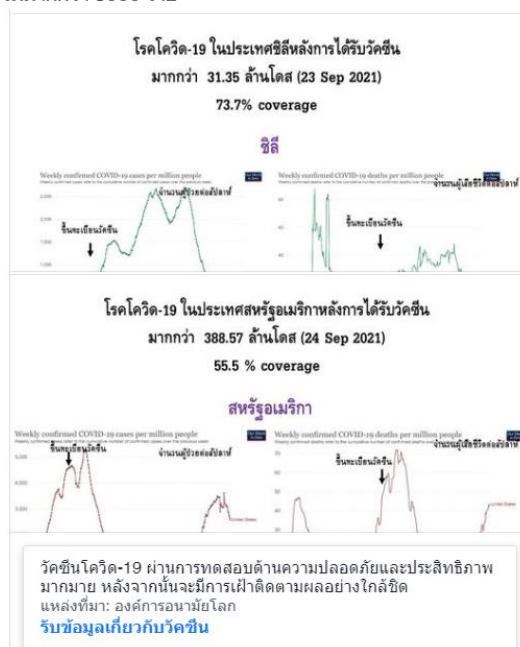 โรคโควิด-19 ในประเทศชิลีหลังการได้รับวัคซีน
มากกว่า 31.35 ล้านโดส (23 Sep 2021)
73.7% coverage
ชิลี
Weekly confirmed COVID-19 cases per million people
จำนวนผู้ป่วยต่อสัปดาห์
ขึ้นทะเบียนวัคซีน
Weekly confirmed COVID-19 deaths per million people
จำนวนผู้เสียชีวิตต่อสัปดาห์
ขึ้นทะเบียนวัคซีน
โรคโควิด-19 ในประเทศสหรัฐอเมริกาหลังการได้รับวัคซีน
มากกว่า 388.57 ล้านโดส (24 Sep 2021)
55.5 % coverage
สหรัฐอเมริกา
Weekly confirmed COVID-19 cases per million people
ขึ้นทะเบียนวัคซีน
จำนวนผู้ป่วยต่อสัปดาห์
United States
Weekly confirmed COVID-19 deaths per million people
จำนวนผู้เสียชีวิตต่อสัปดาห์
ขึ้นทะเบียนวัคซีน
United States
วัคซีนโควิด-19 ผ่านการทดสอบด้านความปลอดภัยและประสิทธิภาพ
มากมาย หลังจากนั้นจะมีการเฝ้าติดตามผลอย่างใกล้ชิด
แหล่งที่มา: องค์การอนามัยโลก
รับข้อมูลเกี่ยวกับวัคซีน